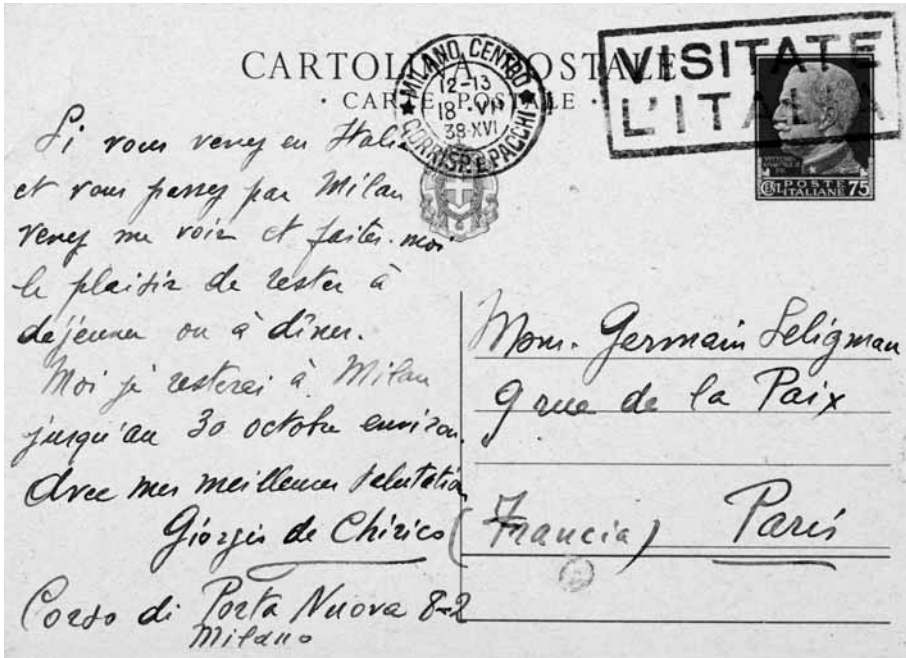 CARTOLINA POSTALE
· CARTE POSTALE ·
MILANO CENTRO
12-13
18 VII
38·XVI
CORRISP. E PACCHI
VISITATE
L'ITALIA
POSTE
ITALIANE
75
Si vous venez en Italie
et vous passez par Milan
venez me voir et faites-moi
le plaisir de rester à
dejeuner ou à dîner.
Moi je resterai à Milan
jusqu'au 30 octobre environ.
Avec mes meilleures salutations
Giorgio de Chirico
Corso di Porta Nuova 8-2
Milano
Mons. Germain Seligman
9 rue de la Paix
(Francia) Paris